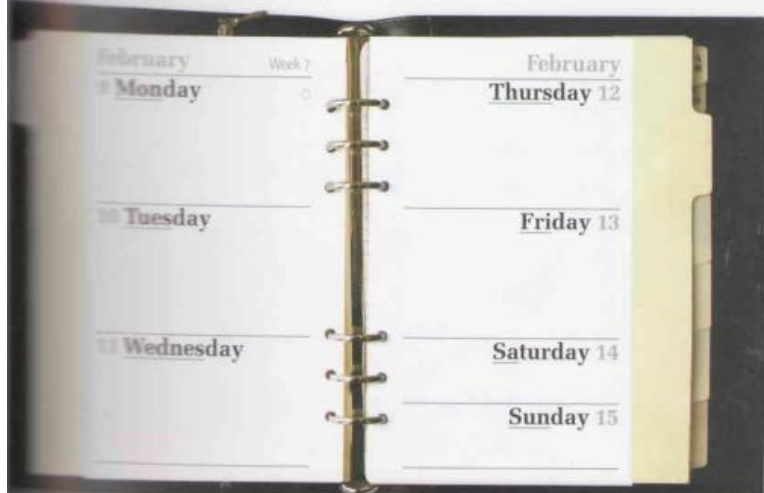 February Week 7
9 Monday
10 Tuesday
11 Wednesday
February
Thursday 12
Friday 13
Saturday 14
Sunday 15